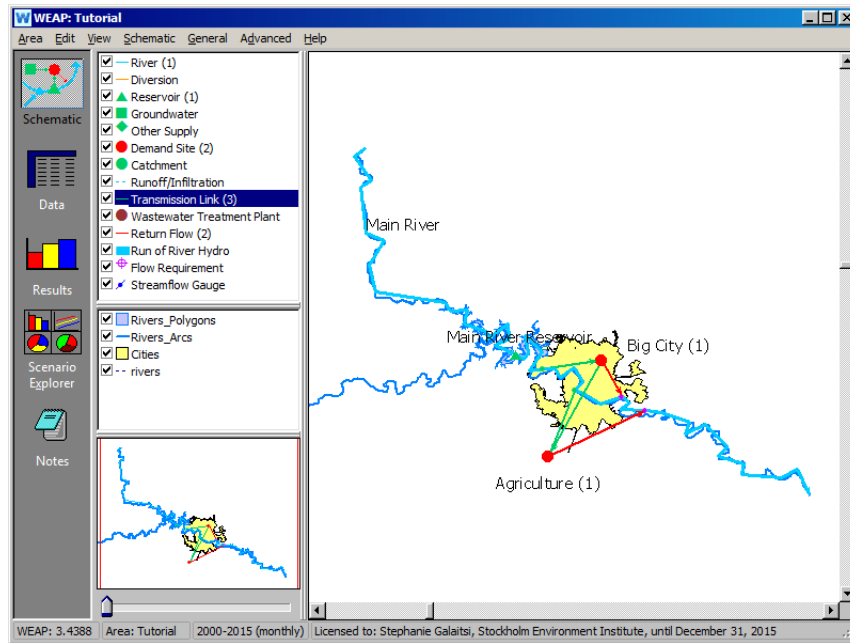 WEAP: Tutorial
Area Edit View Schematic General Advanced Help
Schematic
Data
Results
Scenario
Explorer
Notes
River (1)
Diversion
Reservoir (1)
Groundwater
Other Supply
Demand Site (2)
Catchment
Runoff/Infiltration
Transmission Link (3)
Wastewater Treatment Plant
Return Flow (2)
Run of River Hydro
Flow Requirement
Streamflow Gauge
Rivers_Polygons
Rivers_Arcs
Cities
rivers
Main River
Main River Reservoir
Big City (1)
Agriculture (1)
WEAP: 3.4388 Area: Tutorial 2000-2015 (monthly) Licensed to: Stephanie Galaitsi, Stockholm Environment Institute, until December 31, 2015